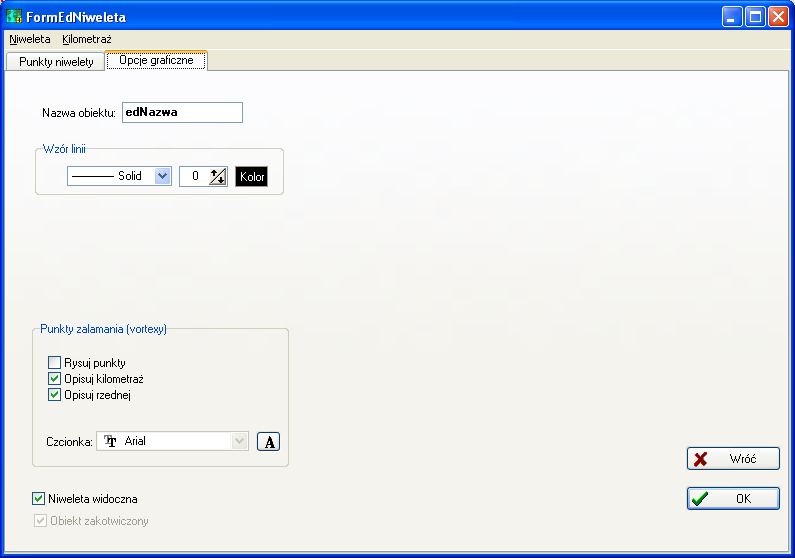 FormEdNiweleta
Niweleta Kilometraż
Punkty niwelety Opcje graficzne
Nazwa obiektu: edNazwa
Wzór linii
Solid 0 Kolor
Punkty zalamania (vortexy)
Rysuj punkty
Opisuj kilometraż
Opisuj rzednej
Czcionka: Arial A
Wróć
Niweleta widoczna
OK
Obiekt zakotwiczony